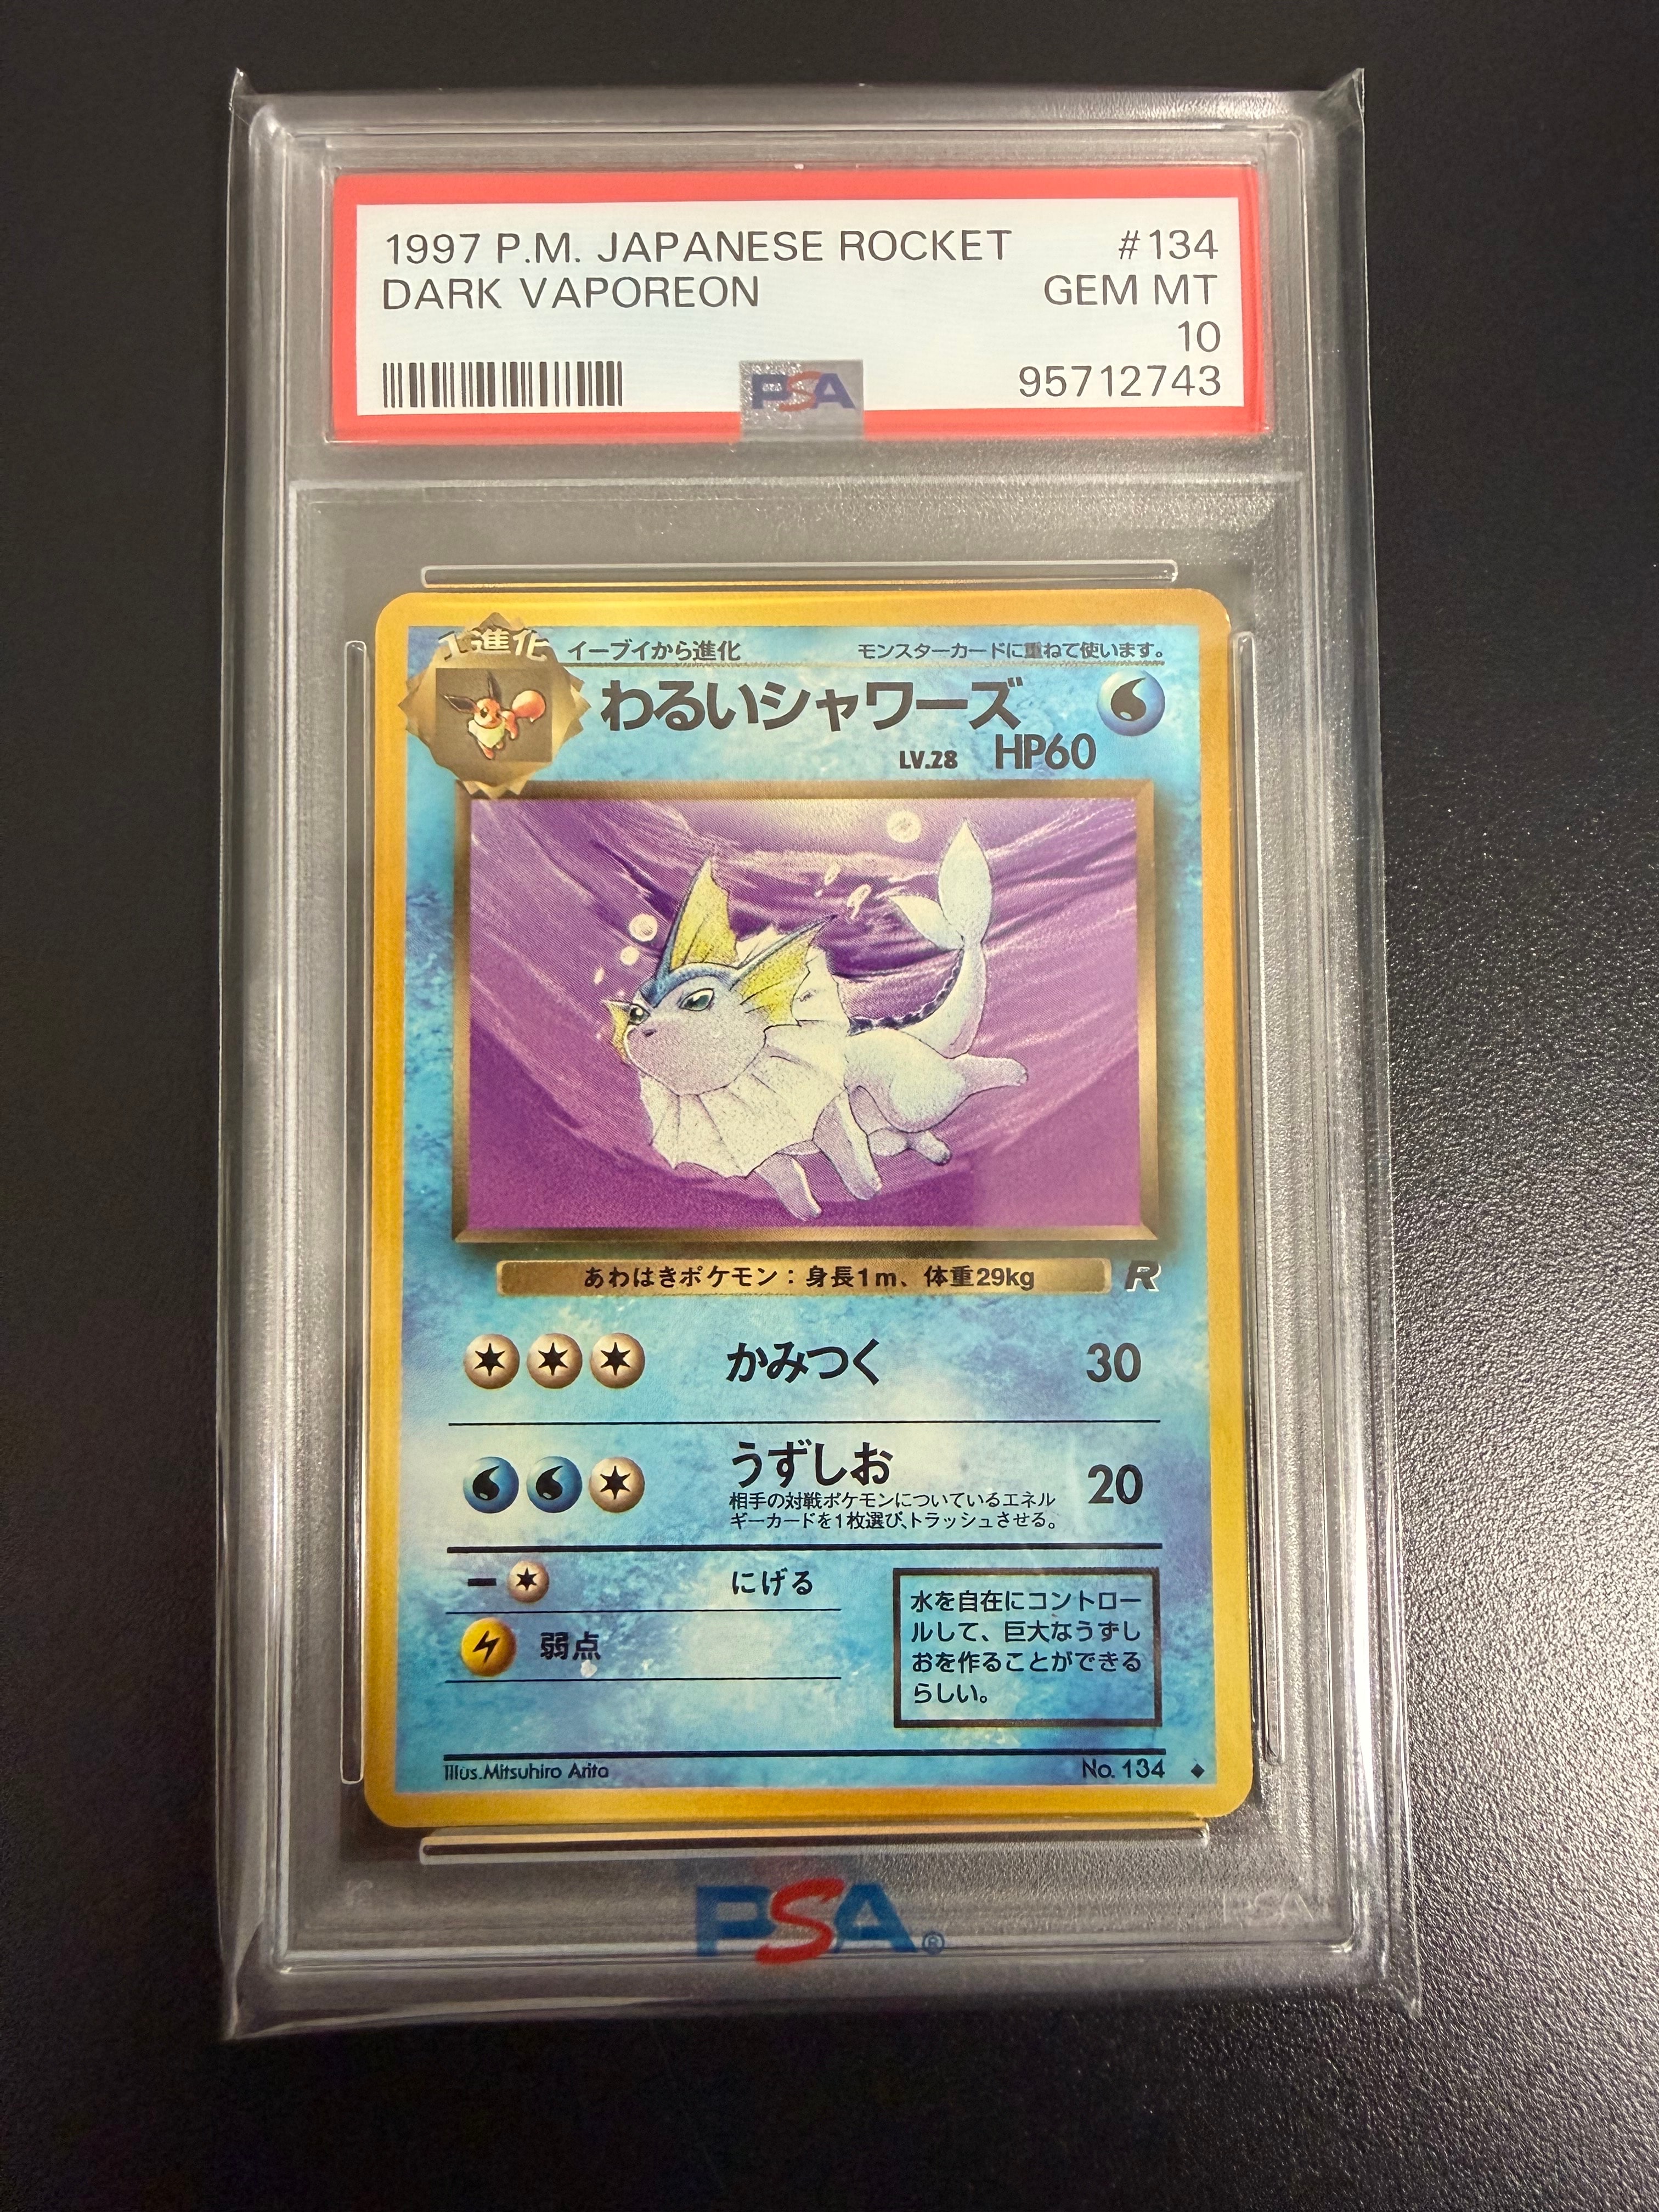 1997 P.M. JAPANESE ROCKET #134
DARK VAPOREON GEM MT
10
PSA 95712743
1進化 イーブイから進化 モンスターカードに重ねて使います。
わるいシャワーズ
LV.28 HP60
あわはきポケモン：身長1m、体重29kg R
かみつく 30
うずしお 20
相手の対戦ポケモンについているエネル
ギーカードを1枚選び、トラッシュさせる。
にげる
弱点
水を自在にコントロー
ルして、巨大なうずし
おを作ることができる
らしい。
Illus.Mitsuhiro Arita No. 134
PSA®
PSA